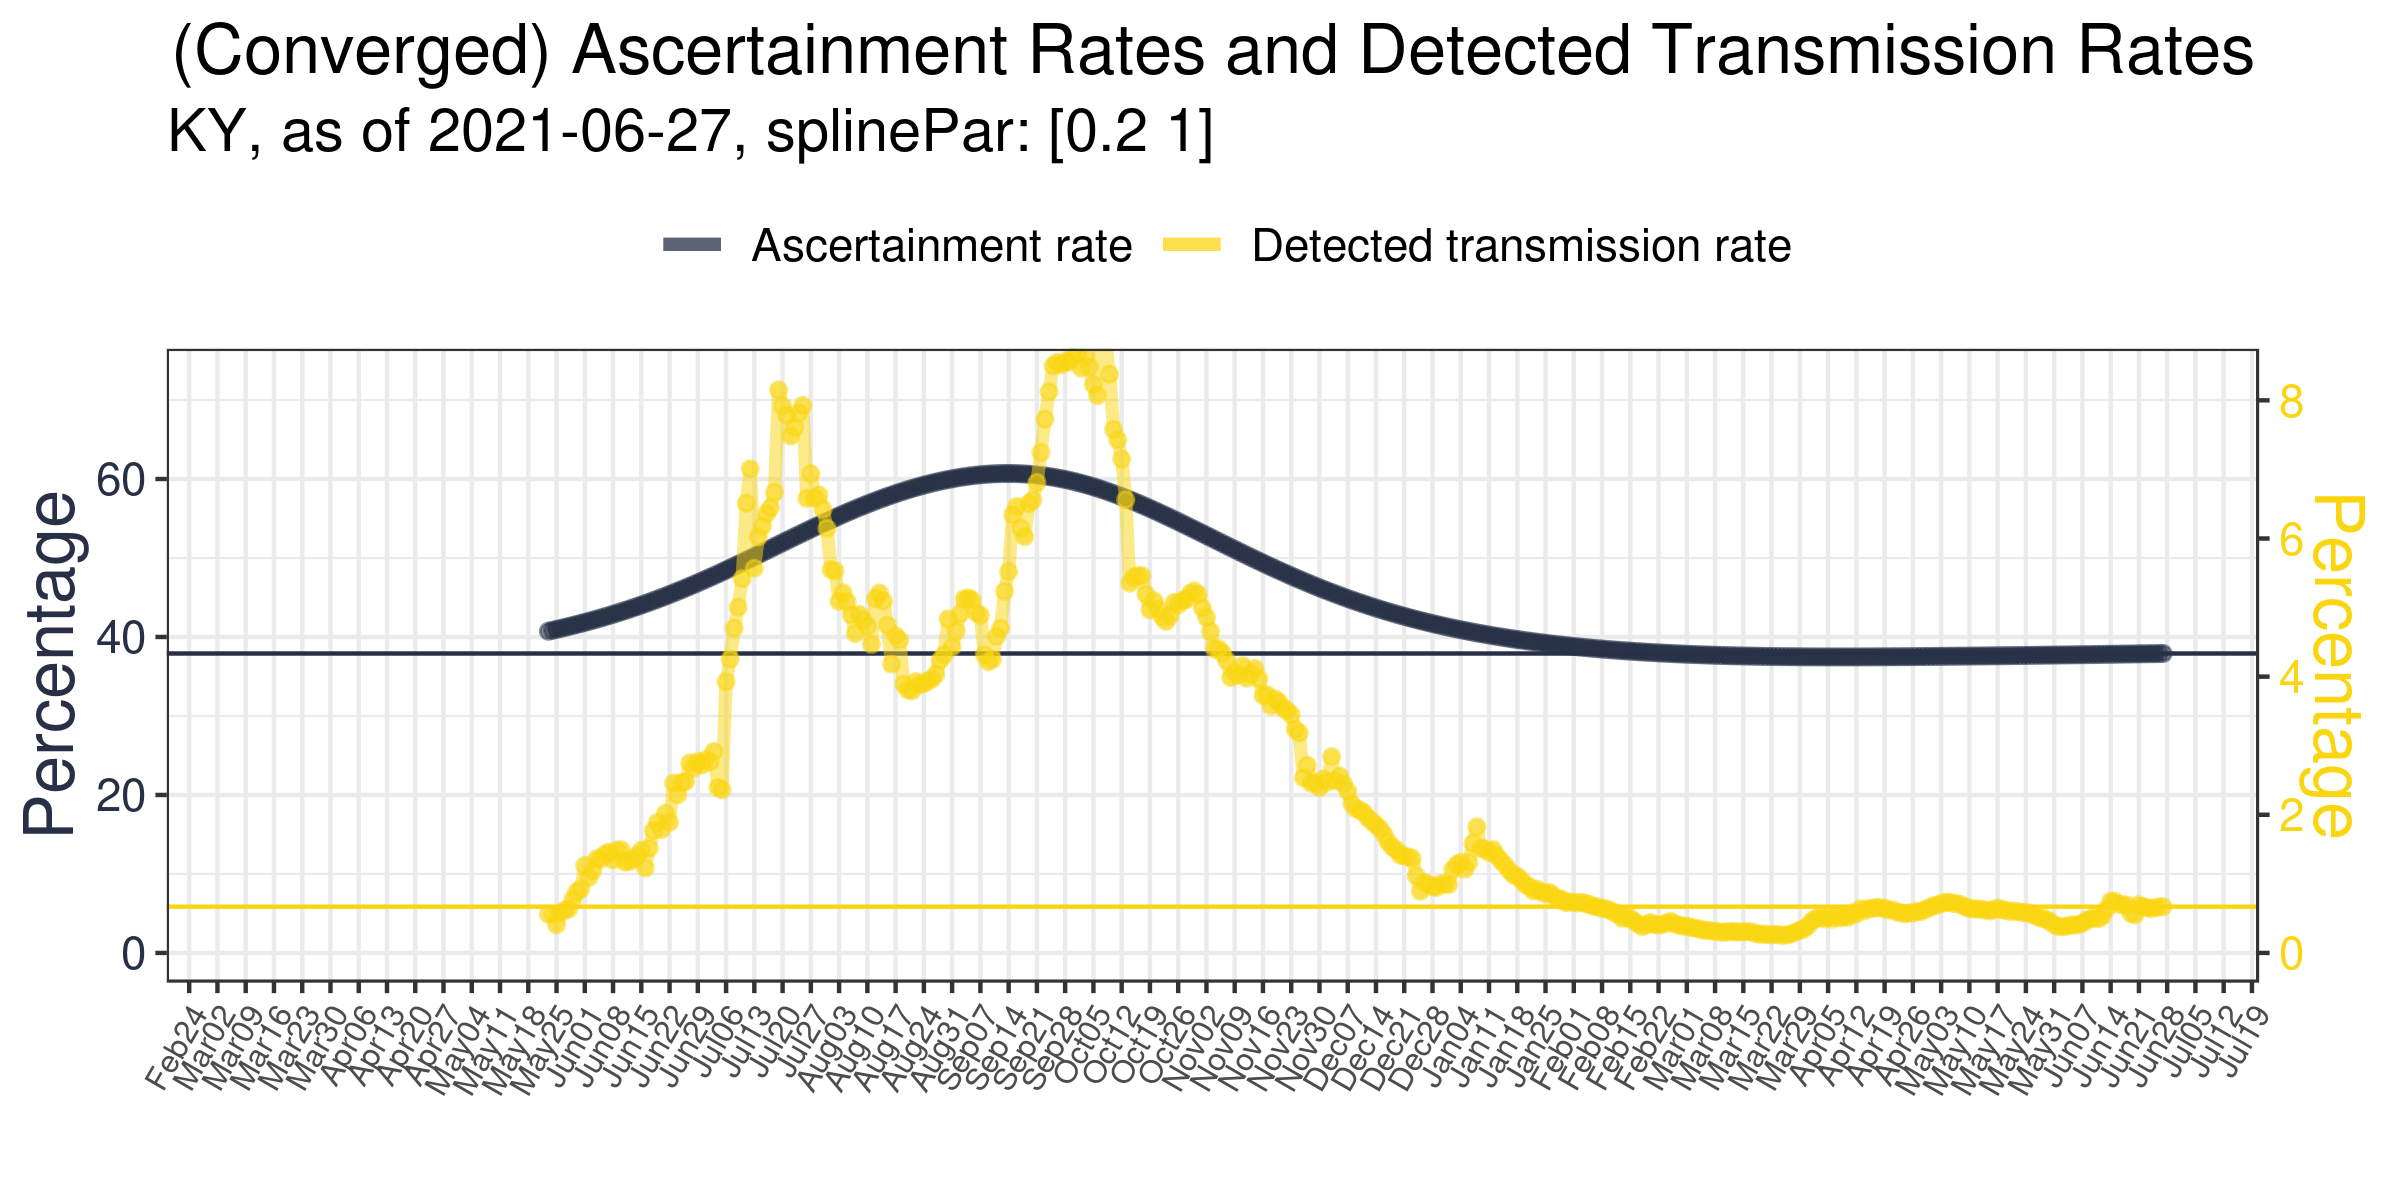 (Converged) Ascertainment Rates and Detected Transmission Rates
KY, as of 2021-06-27, splinePar: [0.2 1]
Ascertainment rate
Detected transmission rate
Percentage
60
40
20
0
8
6
4
2
0
Percentage
Feb24
Mar02
Mar09
Mar16
Mar23
Mar30
Apr06
Apr13
Apr20
Apr27
May04
May11
May18
May25
Jun01
Jun08
Jun15
Jun22
Jun29
Jul06
Jul13
Jul20
Jul27
Aug03
Aug10
Aug17
Aug24
Aug31
Sep07
Sep14
Sep21
Sep28
Oct05
Oct12
Oct19
Oct26
Nov02
Nov09
Nov16
Nov23
Nov30
Dec07
Dec14
Dec21
Dec28
Jan04
Jan11
Jan18
Jan25
Feb01
Feb08
Feb15
Feb22
Mar01
Mar08
Mar15
Mar22
Mar29
Apr05
Apr12
Apr19
Apr26
May03
May10
May17
May24
May31
Jun07
Jun14
Jun21
Jun28
Jul05
Jul12
Jul19